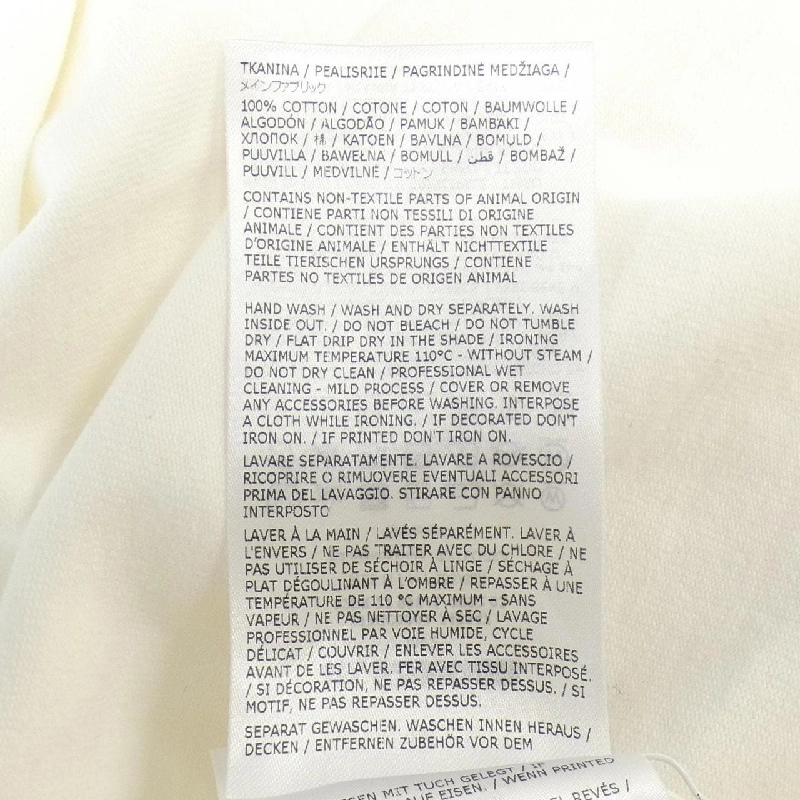 TKANINA / PEALISRIIE / PAGRINDINĖ MEDŽIAGA /
メインファブリック
100% COTTON / COTONE / COTON / BAUMWOLLE /
ALGODÓN / ALGODÃO / PAMUK / BAMBAKI /
ХЛОПОК / 棉 / KATOEN / BAVLNA / BOMULD /
PUUVILLA / BAWEŁNA / BOMULL / قطن / BOMBAŽ /
PUUVILL / MEDVILNĖ / コットン
CONTAINS NON-TEXTILE PARTS OF ANIMAL ORIGIN
/ CONTIENE PARTI NON TESSILI DI ORIGINE
ANIMALE / CONTIENT DES PARTIES NON TEXTILES
D'ORIGINE ANIMALE / ENTHÄLT NICHTTEXTILE
TEILE TIERISCHEN URSPRUNGS / CONTIENE
PARTES NO TEXTILES DE ORIGEN ANIMAL
HAND WASH / WASH AND DRY SEPARATELY. WASH
INSIDE OUT. / DO NOT BLEACH / DO NOT TUMBLE
DRY / FLAT DRIP DRY IN THE SHADE / IRONING
MAXIMUM TEMPERATURE 110°C - WITHOUT STEAM /
DO NOT DRY CLEAN / PROFESSIONAL WET
CLEANING - MILD PROCESS / COVER OR REMOVE
ANY ACCESSORIES BEFORE WASHING. INTERPOSE
A CLOTH WHILE IRONING. / IF DECORATED DON'T
IRON ON. / IF PRINTED DON'T IRON ON.
LAVARE SEPARATAMENTE. LAVARE A ROVESCIO /
RICOPRIRE O RIMUOVERE EVENTUALI ACCESSORI
PRIMA DEL LAVAGGIO. STIRARE CON PANNO
INTERPOSTO
LAVER À LA MAIN / LAVÉS SÉPARÉMENT. LAVER À
L'ENVERS / NE PAS TRAITER AVEC DU CHLORE / NE
PAS UTILISER DE SÉCHOIR À LINGE / SÉCHAGE À
PLAT DÉGOULINANT À L'OMBRE / REPASSER À UNE
TEMPÉRATURE DE 110 °C MAXIMUM – SANS
VAPEUR / NE PAS NETTOYER À SEC / LAVAGE
PROFESSIONNEL PAR VOIE HUMIDE, CYCLE
DÉLICAT / COUVRIR / ENLEVER LES ACCESSOIRES
AVANT DE LES LAVER. FER AVEC TISSU INTERPOSÉ.
/ SI DÉCORATION, NE PAS REPASSER DESSUS. / SI
MOTIF, NE PAS REPASSER DESSUS.
SEPARAT GEWASCHEN. WASCHEN INNEN HERAUS /
DECKEN / ENTFERNEN ZUBEHÖR VOR DEM
MIT TUCH GELEGT / IF
AUF EISEN. / WENN PRINTED
REVÉS /